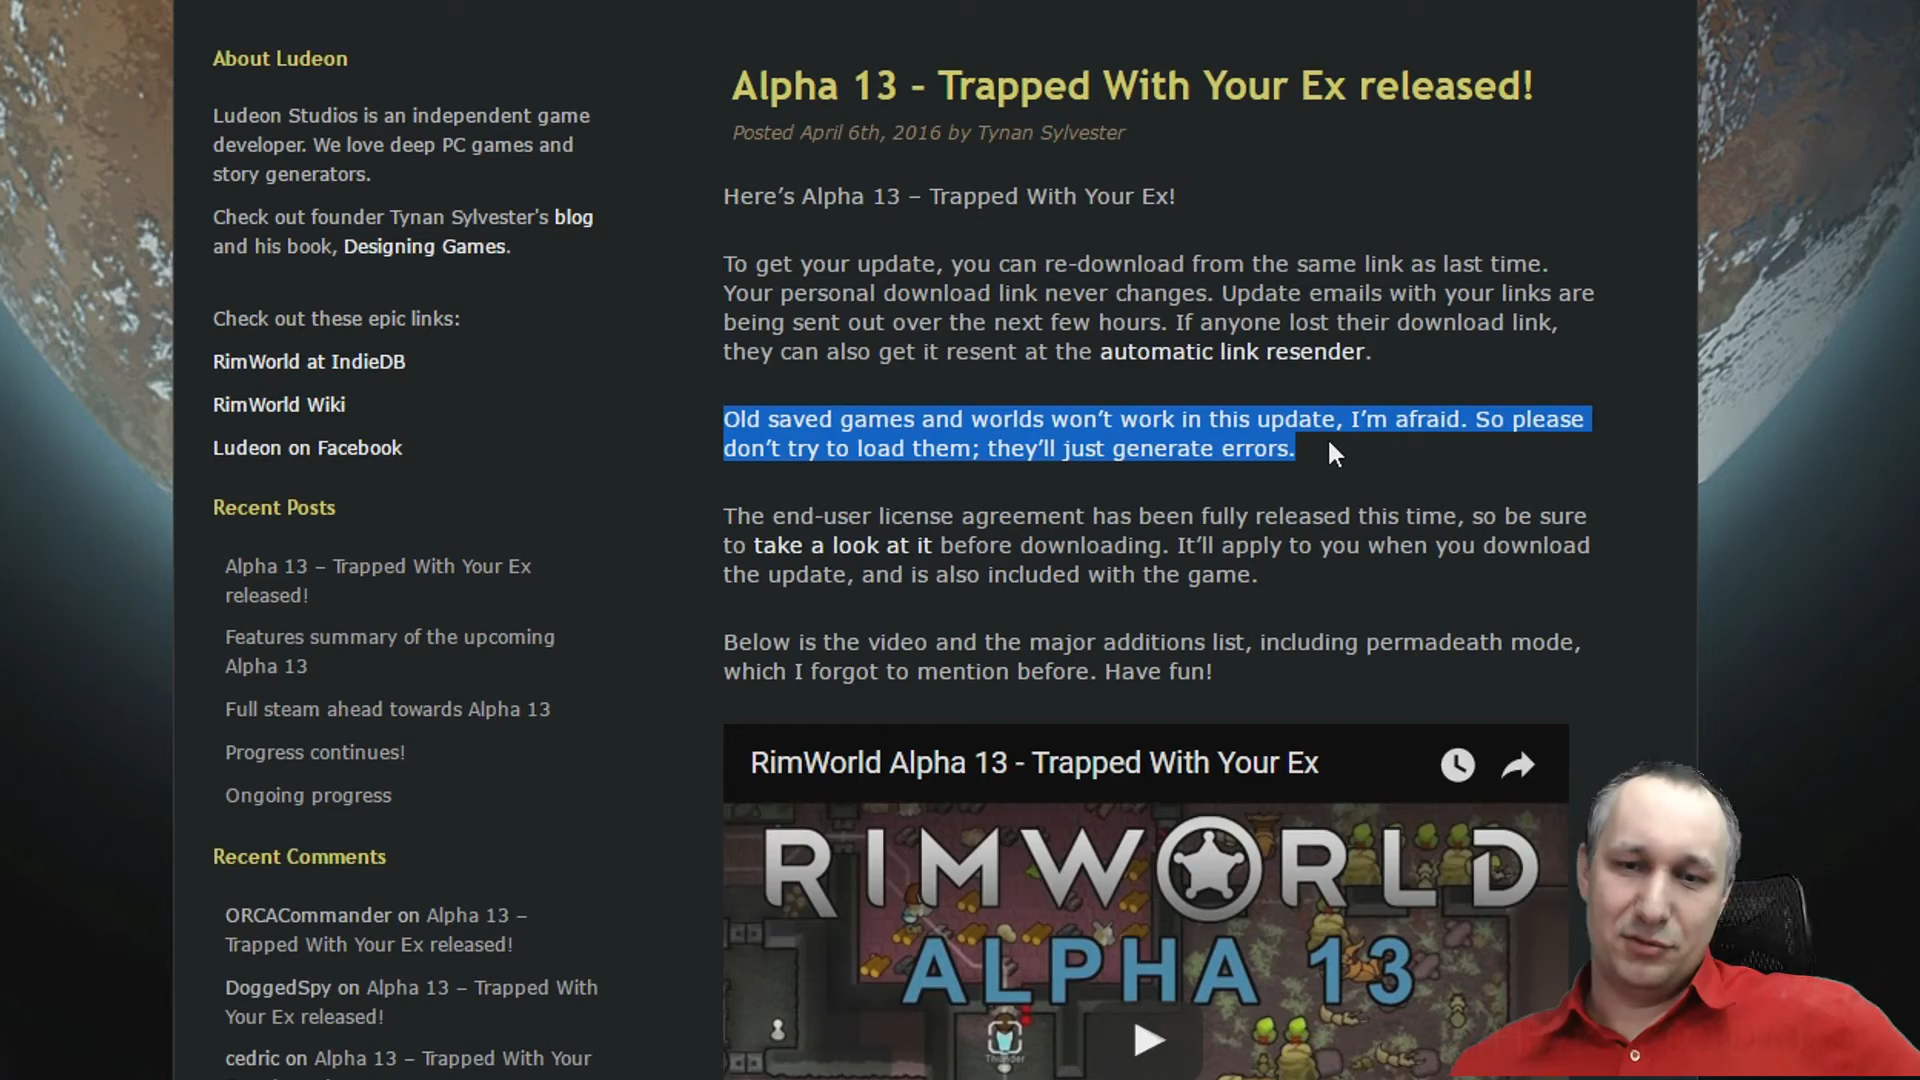 About Ludeon
Ludeon Studios is an independent game
developer. We love deep PC games and
story generators.
Check out founder Tynan Sylvester's blog
and his book, Designing Games.
Check out these epic links:
RimWorld at IndieDB
RimWorld Wiki
Ludeon on Facebook
Recent Posts
Alpha 13 – Trapped With Your Ex
released!
Features summary of the upcoming
Alpha 13
Full steam ahead towards Alpha 13
Progress continues!
Ongoing progress
Recent Comments
ORCACommander on Alpha 13 –
Trapped With Your Ex released!
DoggedSpy on Alpha 13 – Trapped With
Your Ex released!
cedric on Alpha 13 – Trapped With Your
Alpha 13 – Trapped With Your Ex released!
Posted April 6th, 2016 by Tynan Sylvester
Here’s Alpha 13 – Trapped With Your Ex!
To get your update, you can re-download from the same link as last time.
Your personal download link never changes. Update emails with your links are
being sent out over the next few hours. If anyone lost their download link,
they can also get it resent at the automatic link resender.
Old saved games and worlds won’t work in this update, I’m afraid. So please
don’t try to load them; they’ll just generate errors.
The end-user license agreement has been fully released this time, so be sure
to take a look at it before downloading. It’ll apply to you when you download
the update, and is also included with the game.
Below is the video and the major additions list, including permadeath mode,
which I forgot to mention before. Have fun!
RimWorld Alpha 13 - Trapped With Your Ex
RIMWORLD
ALPHA 13
Thunder